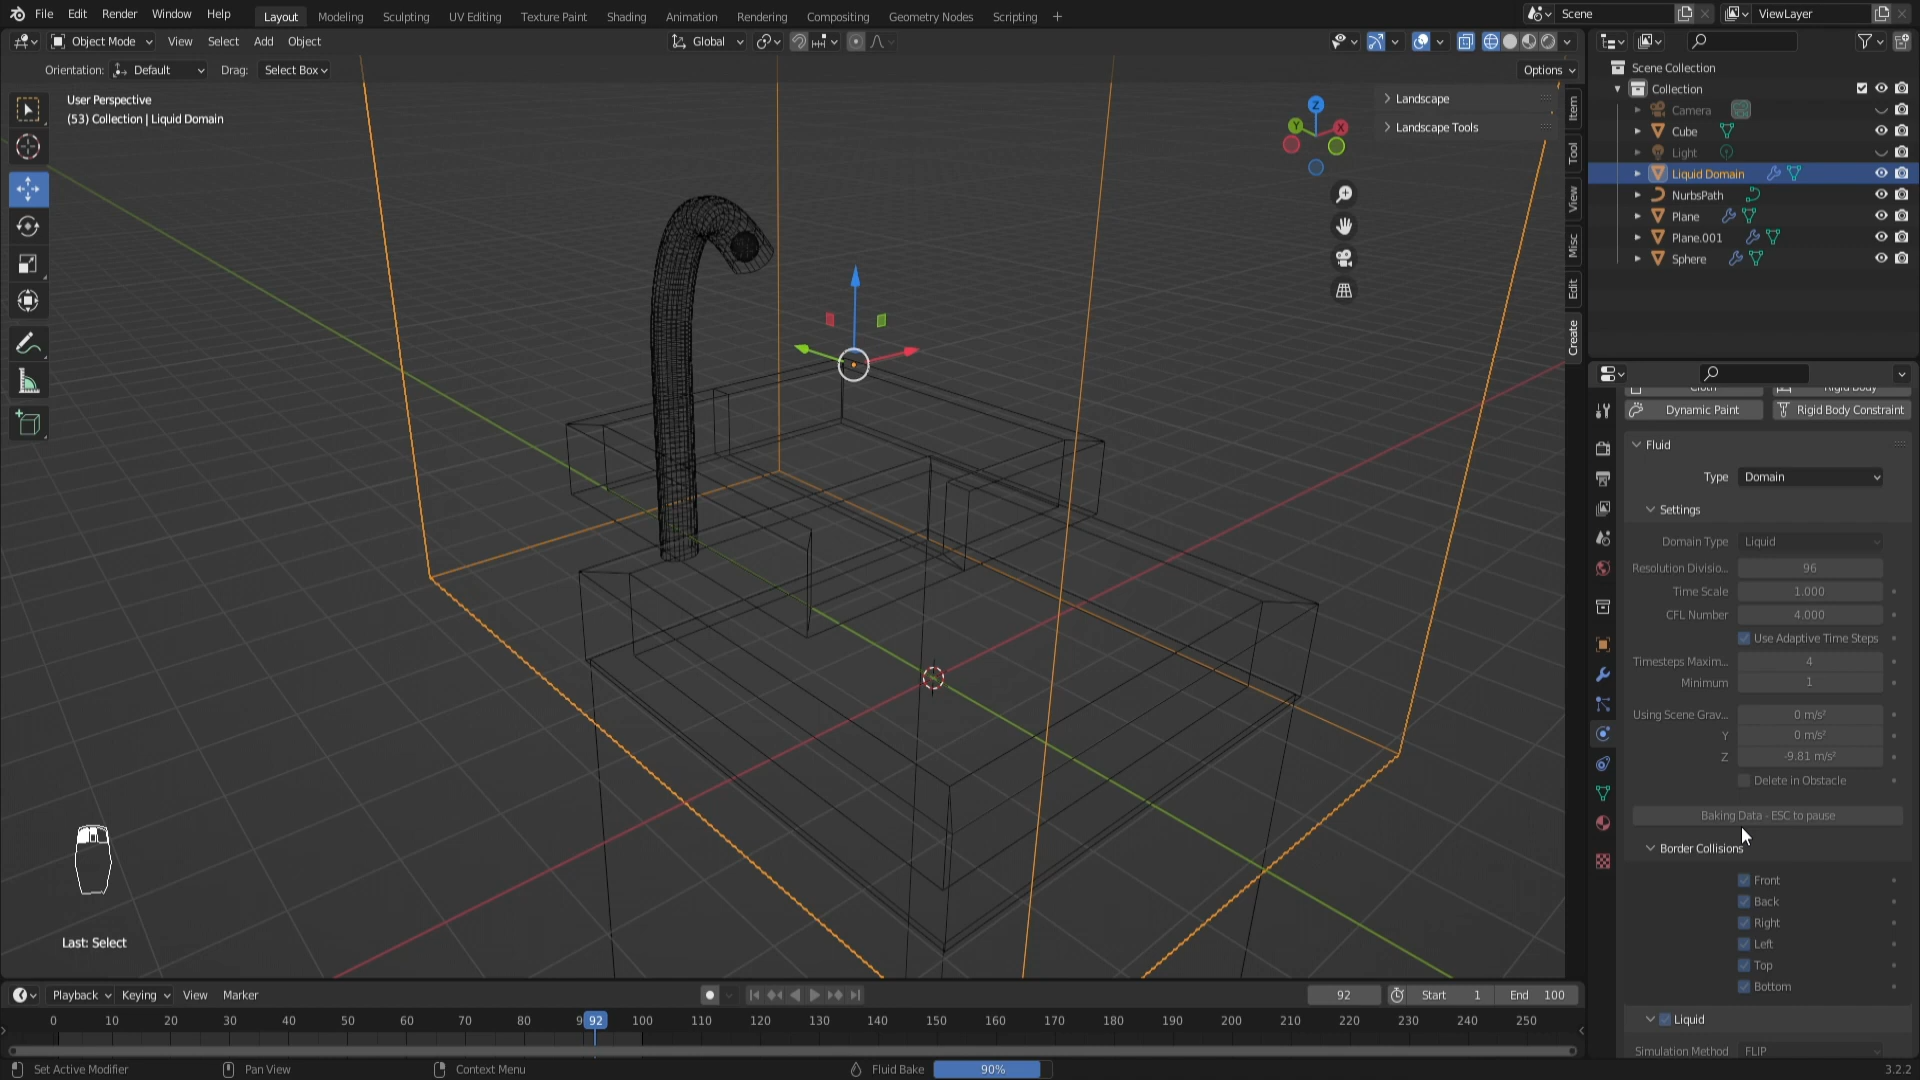 File Edit Render Window Help Layout Modeling Sculpting UV Editing Texture Paint Shading Animation Rendering Compositing Geometry Nodes Scripting + Scene ViewLayer
Object Mode View Select Add Object Global
Orientation: Default Drag: Select Box Options
User Perspective
(53) Collection | Liquid Domain
Z
Y
X
Landscape
Landscape Tools
Item
Tool
View
Misc
Edit
Create
Scene Collection
Collection
Camera
Cube
Light
Liquid Domain
NurbsPath
Plane
Plane.001
Sphere
Cloth Rigid Body
Dynamic Paint Rigid Body Constraint
Fluid
Type Domain
Settings
Domain Type Liquid
Resolution Divisio... 96
Time Scale 1.000
CFL Number 4.000
Use Adaptive Time Steps
Timesteps Maxim... 4
Minimum 1
Using Scene Grav... 0 m/s²
Y 0 m/s²
Z -9.81 m/s²
Delete in Obstacle
Baking Data - ESC to pause
Border Collisions
Front
Back
Right
Left
Top
Bottom
Liquid
Simulation Method FLIP
Last: Select
Playback Keying View Marker 92 Start 1 End 100
0 10 20 30 40 50 60 70 80 9 92 100 110 120 130 140 150 160 170 180 190 200 210 220 230 240 250
Set Active Modifier Pan View Context Menu Fluid Bake 90% 3.2.2